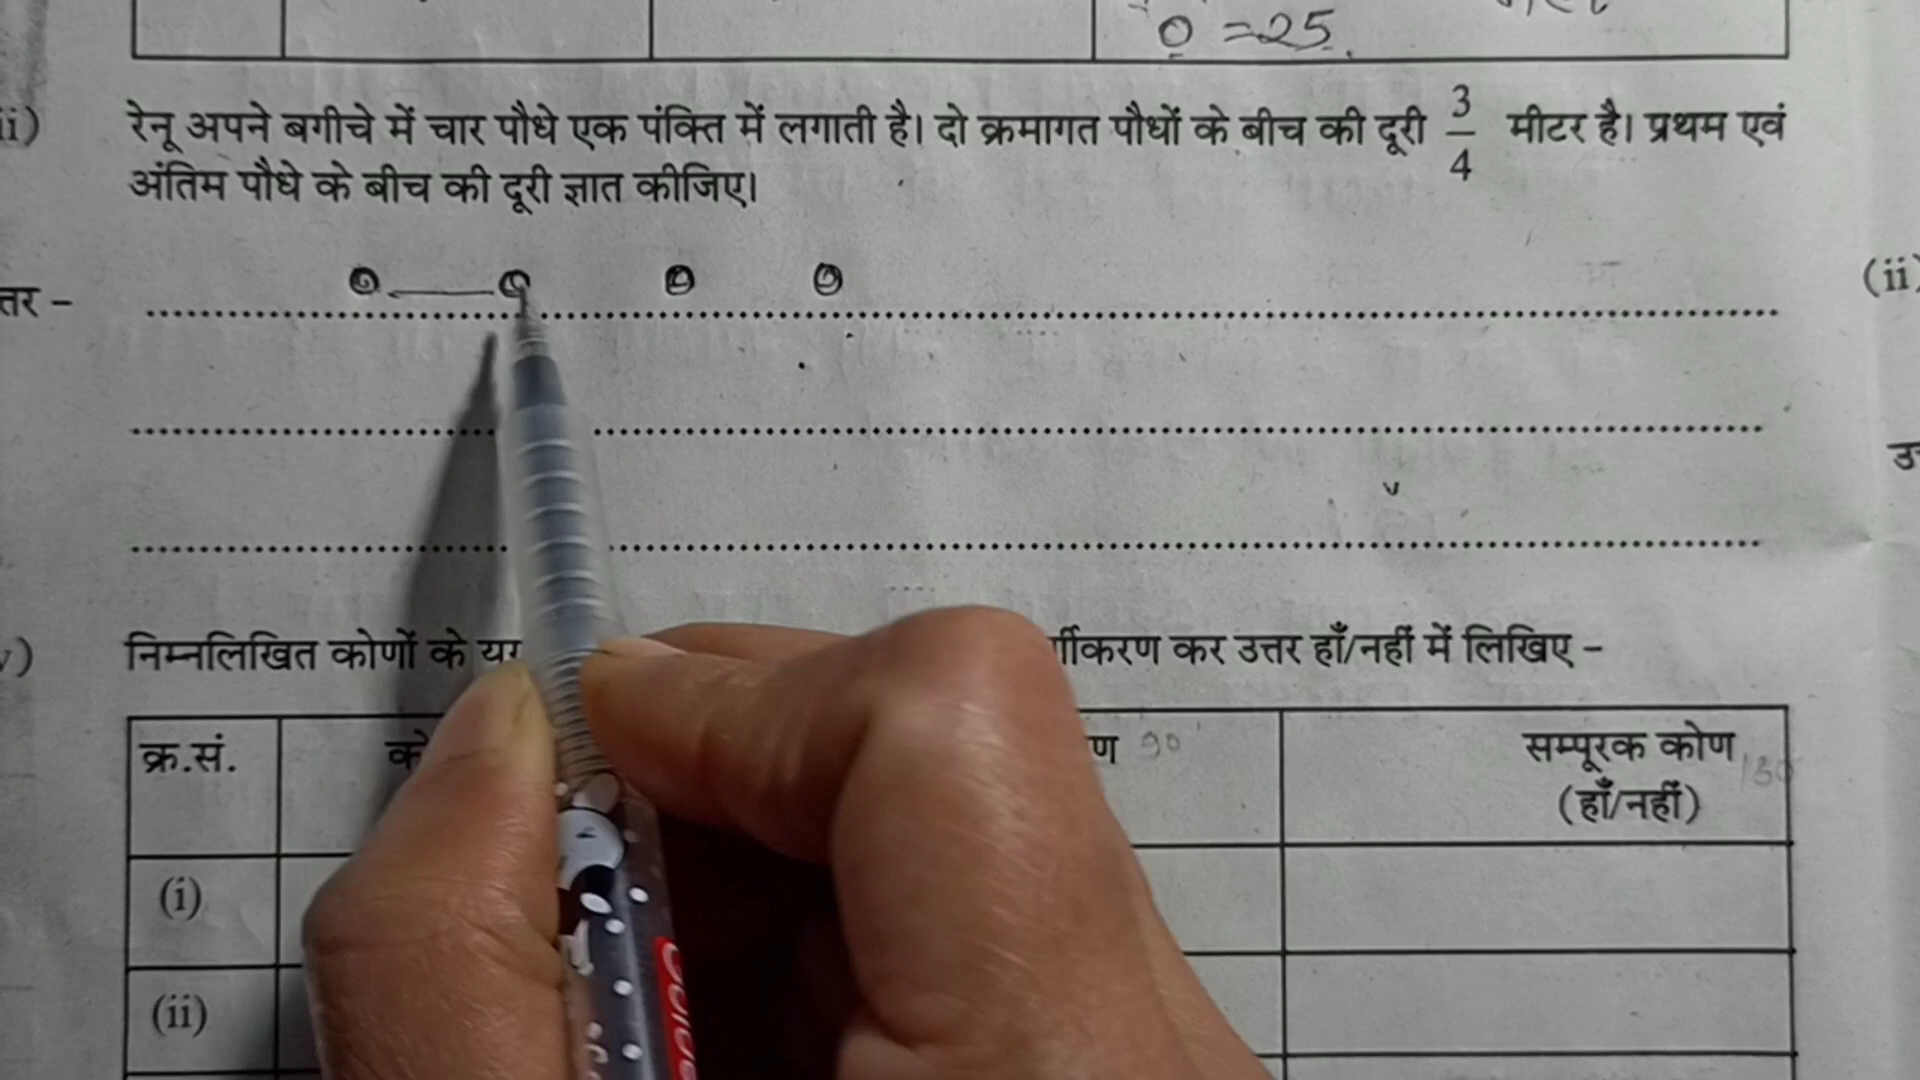 = 25
ii) रेनू अपने बगीचे में चार पौधे एक पंक्ति में लगाती है। दो क्रमागत पौधों के बीच की दूरी 3/4 मीटर है। प्रथम एवं
अंतिम पौधे के बीच की दूरी ज्ञात कीजिए।
(ii)
तर –
निम्नलिखित कोणों के र्गीकरण कर उत्तर हाँ/नहीं में लिखिए –
क्र.सं. को ण 90° सम्पूरक कोण 180
(हाँ/नहीं)
(i)
(ii)